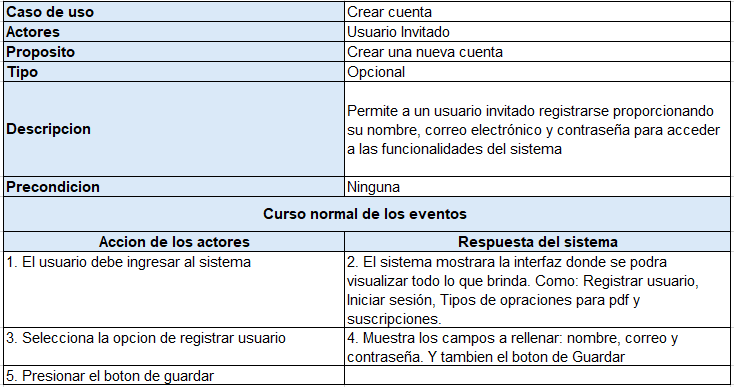 Caso de uso Crear cuenta
Actores Usuario Invitado
Proposito Crear una nueva cuenta
Tipo Opcional
Descripcion
Permite a un usuario invitado registrarse proporcionando
su nombre, correo electrónico y contraseña para acceder
a las funcionalidades del sistema
Precondicion Ninguna
Curso normal de los eventos
Accion de los actores Respuesta del sistema
1. El usuario debe ingresar al sistema
2. El sistema mostrara la interfaz donde se podra
visualizar todo lo que brinda. Como: Registrar usuario,
Iniciar sesión, Tipos de opraciones para pdf y
suscripciones.
3. Selecciona la opcion de registrar usuario
4. Muestra los campos a rellenar: nombre, correo y
contraseña. Y tambien el boton de Guardar
5. Presionar el boton de guardar